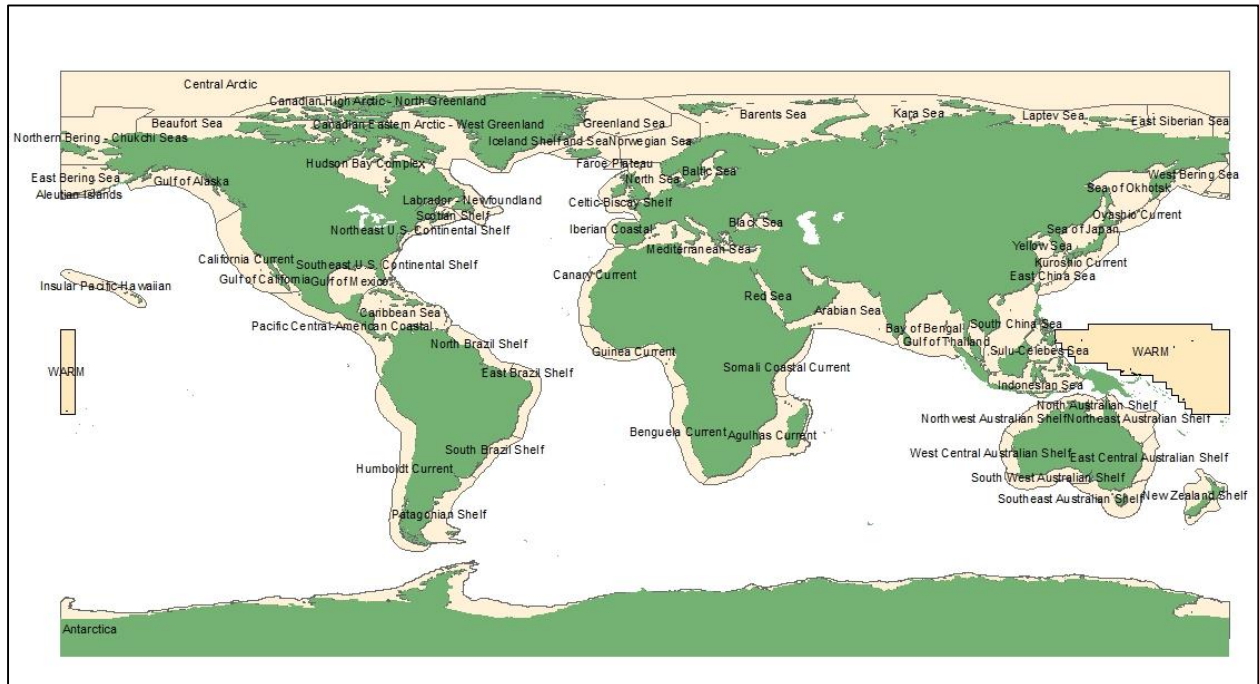 Central Arctic
Canadian High Arctic - North Greenland
Beaufort Sea
Canadian Eastern Arctic - West Greenland
Greenland Sea
Barents Sea
Kara Sea
Laptev Sea
East Siberian Sea
Northern Bering - Chukchi Seas
Iceland Shelf and Sea
Norwegian Sea
Hudson Bay Complex
Faroe Plateau
North Sea
Baltic Sea
East Bering Sea
Gulf of Alaska
West Bering Sea
Aleutian Islands
Sea of Okhotsk
Labrador - Newfoundland
Celtic-Biscay Shelf
Scotian Shelf
Oyashio Current
Northeast U.S. Continental Shelf
Iberian Coastal
Black Sea
Sea of Japan
Mediterranean Sea
Yellow Sea
California Current
Southeast U.S. Continental Shelf
Kuroshio Current
Gulf of California
Gulf of Mexico
Canary Current
East China Sea
Insular Pacific-Hawaiian
Red Sea
Caribbean Sea
Arabian Sea
Pacific Central-American Coastal
Bay of Bengal
South China Sea
North Brazil Shelf
Gulf of Thailand
Guinea Current
Sulu-Celebes Sea
WARM
WARM
East Brazil Shelf
Somali Coastal Current
Indonesian Sea
North Australian Shelf
Northwest Australian Shelf
Northeast Australian Shelf
Benguela Current
Agulhas Current
South Brazil Shelf
West Central Australian Shelf
East Central Australian Shelf
Humboldt Current
South West Australian Shelf
Southeast Australian Shelf
New Zealand Shelf
Patagonian Shelf
Antarctica